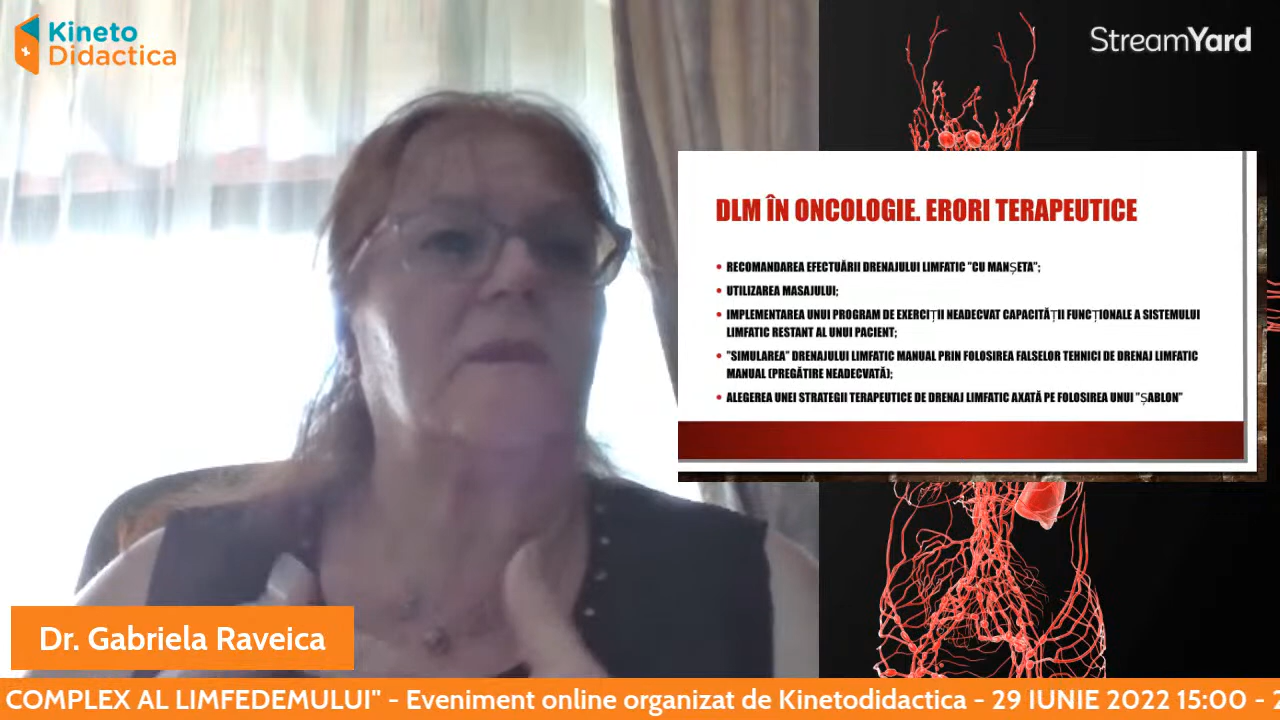 Kineto
Didactica
StreamYard
DLM ÎN ONCOLOGIE. ERORI TERAPEUTICE
• RECOMANDAREA EFECTUĂRII DRENAJULUI LIMFATIC "CU MANȘETA";
• UTILIZAREA MASAJULUI;
• IMPLEMENTAREA UNUI PROGRAM DE EXERCIȚII NEADECVAT CAPACITĂȚII FUNCȚIONALE A SISTEMULUI
LIMFATIC RESTANT AL UNUI PACIENT;
• "SIMULAREA" DRENAJULUI LIMFATIC MANUAL PRIN FOLOSIREA FALSELOR TEHNICI DE DRENAJ LIMFATIC
MANUAL (PREGĂTIRE NEADECVATĂ);
• ALEGEREA UNEI STRATEGII TERAPEUTICE DE DRENAJ LIMFATIC AXATĂ PE FOLOSIREA UNUI "ȘABLON"
Dr. Gabriela Raveica
COMPLEX AL LIMFEDEMULUI" - Eveniment online organizat de Kinetodidactica - 29 IUNIE 2022 15:00 - 2